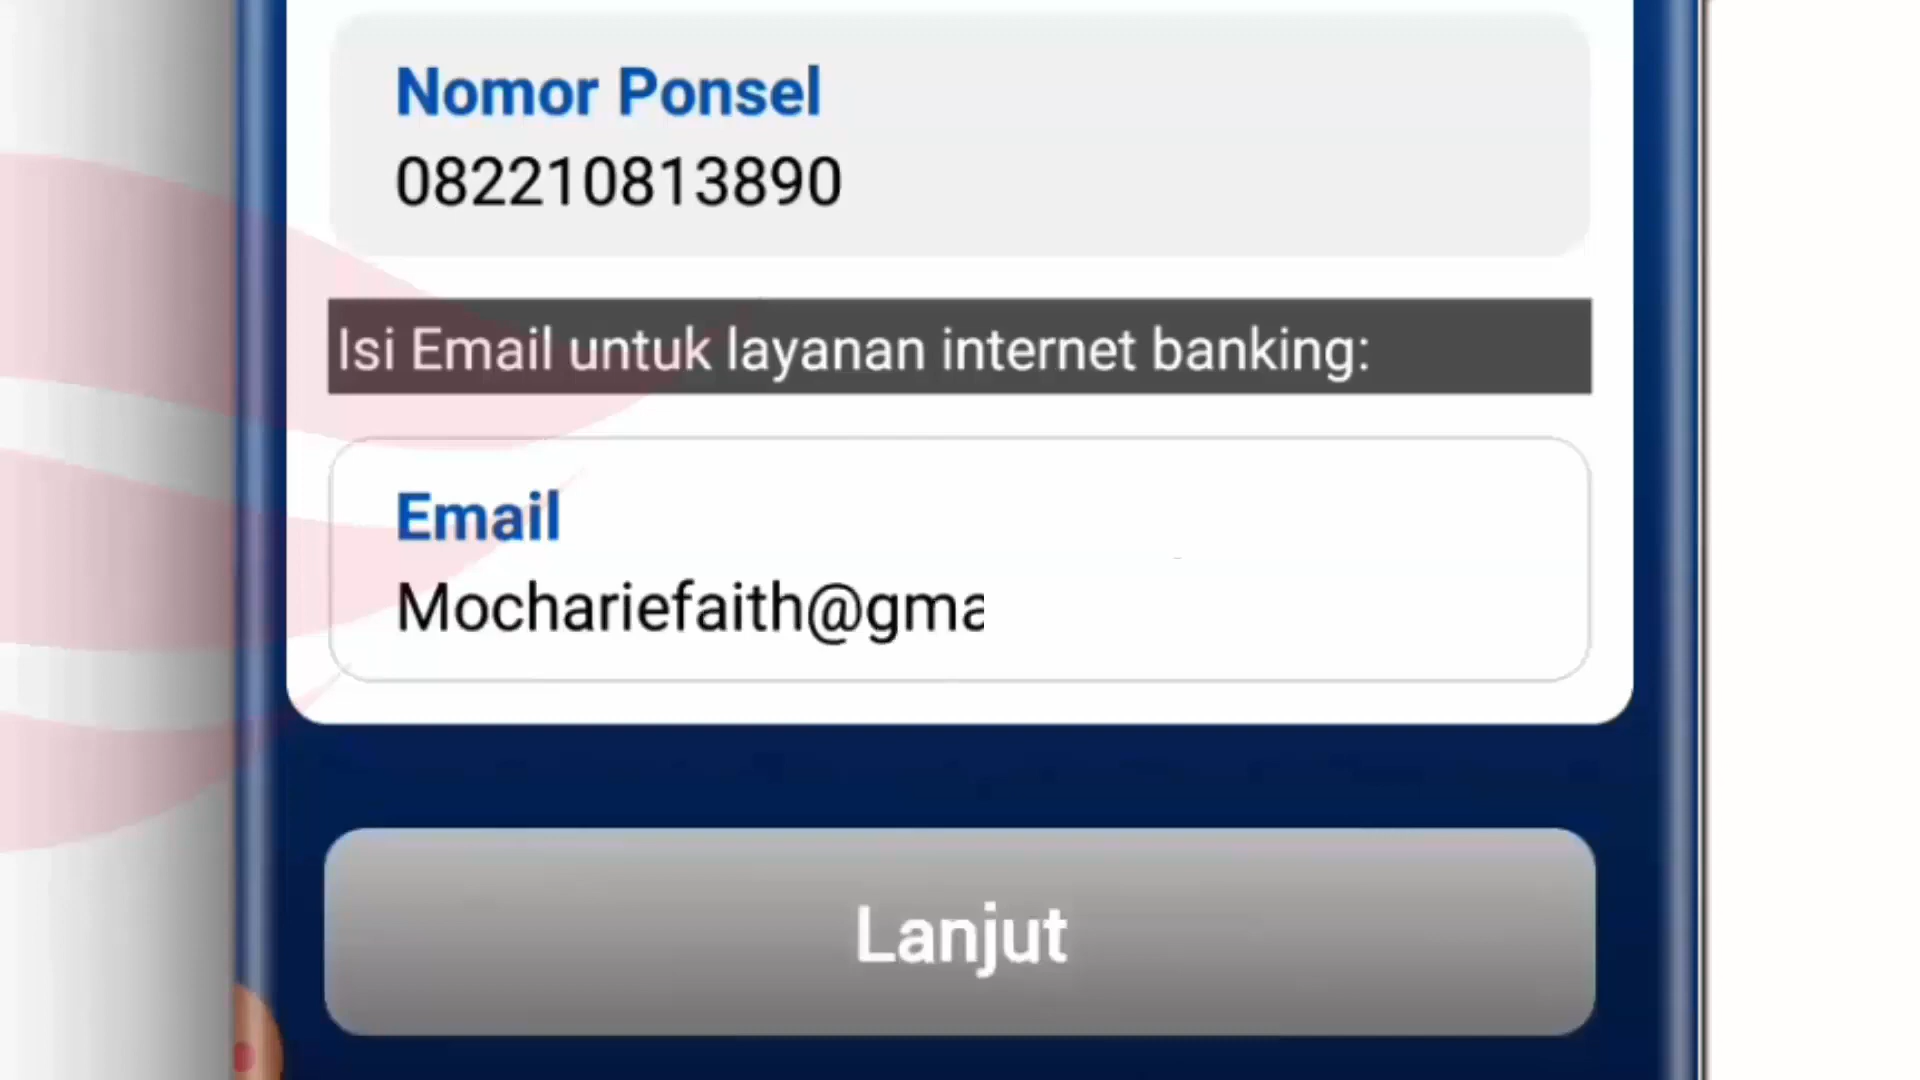 Nomor Ponsel
082210813890
Isi Email untuk layanan internet banking:
Email
Mochariefaith@gma
Lanjut